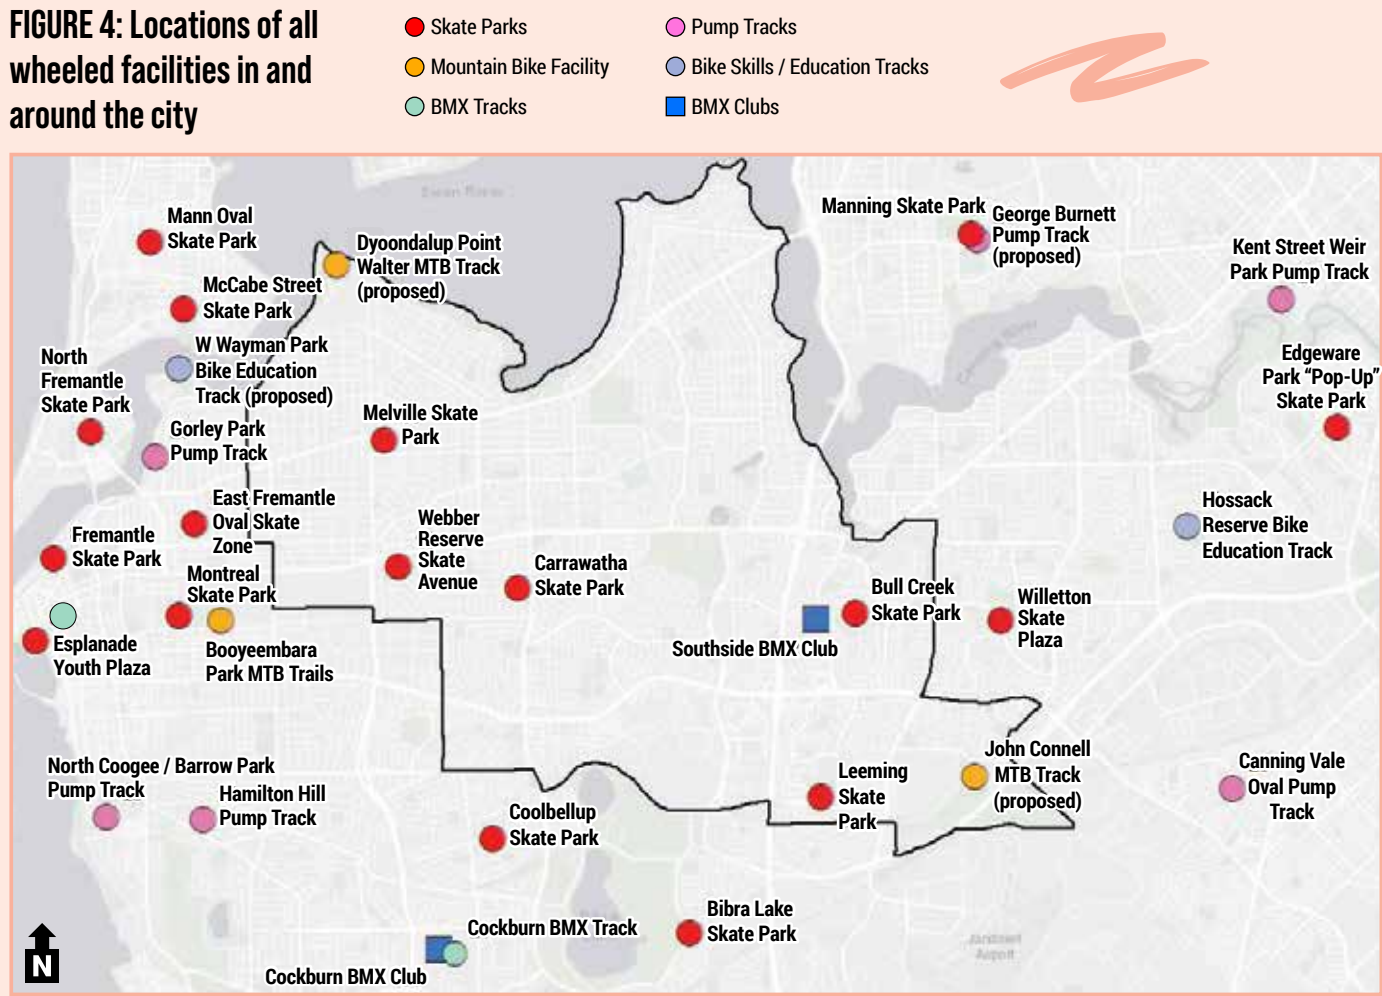 FIGURE 4: Locations of all
wheeled facilities in and
around the city
Skate Parks
Mountain Bike Facility
BMX Tracks
Pump Tracks
Bike Skills / Education Tracks
BMX Clubs
Swan River
Mann Oval
Skate Park
Dyoondalup Point
Walter MTB Track
(proposed)
McCabe Street
Skate Park
W Wayman Park
Bike Education
Track (proposed)
North
Fremantle
Skate Park
Gorley Park
Pump Track
Melville Skate
Park
Manning Skate Park
George Burnett
Pump Track
(proposed)
Kent Street Weir
Park Pump Track
Edgeware
Park “Pop-Up”
Skate Park
East Fremantle
Oval Skate
Zone
Fremantle
Skate Park
Montreal
Skate Park
Webber
Reserve
Skate
Avenue
Carrawatha
Skate Park
Hossack
Reserve Bike
Education Track
Bull Creek
Skate Park
Willetton
Skate
Plaza
Southside BMX Club
Esplanade
Youth Plaza
Booyeembara
Park MTB Trails
North Coogee / Barrow Park
Pump Track
Hamilton Hill
Pump Track
Coolbellup
Skate Park
Leeming
Skate
Park
John Connell
MTB Track
(proposed)
Canning Vale
Oval Pump
Track
Bibra Lake
Skate Park
Cockburn BMX Track
Cockburn BMX Club
Jandakot
Airport
N